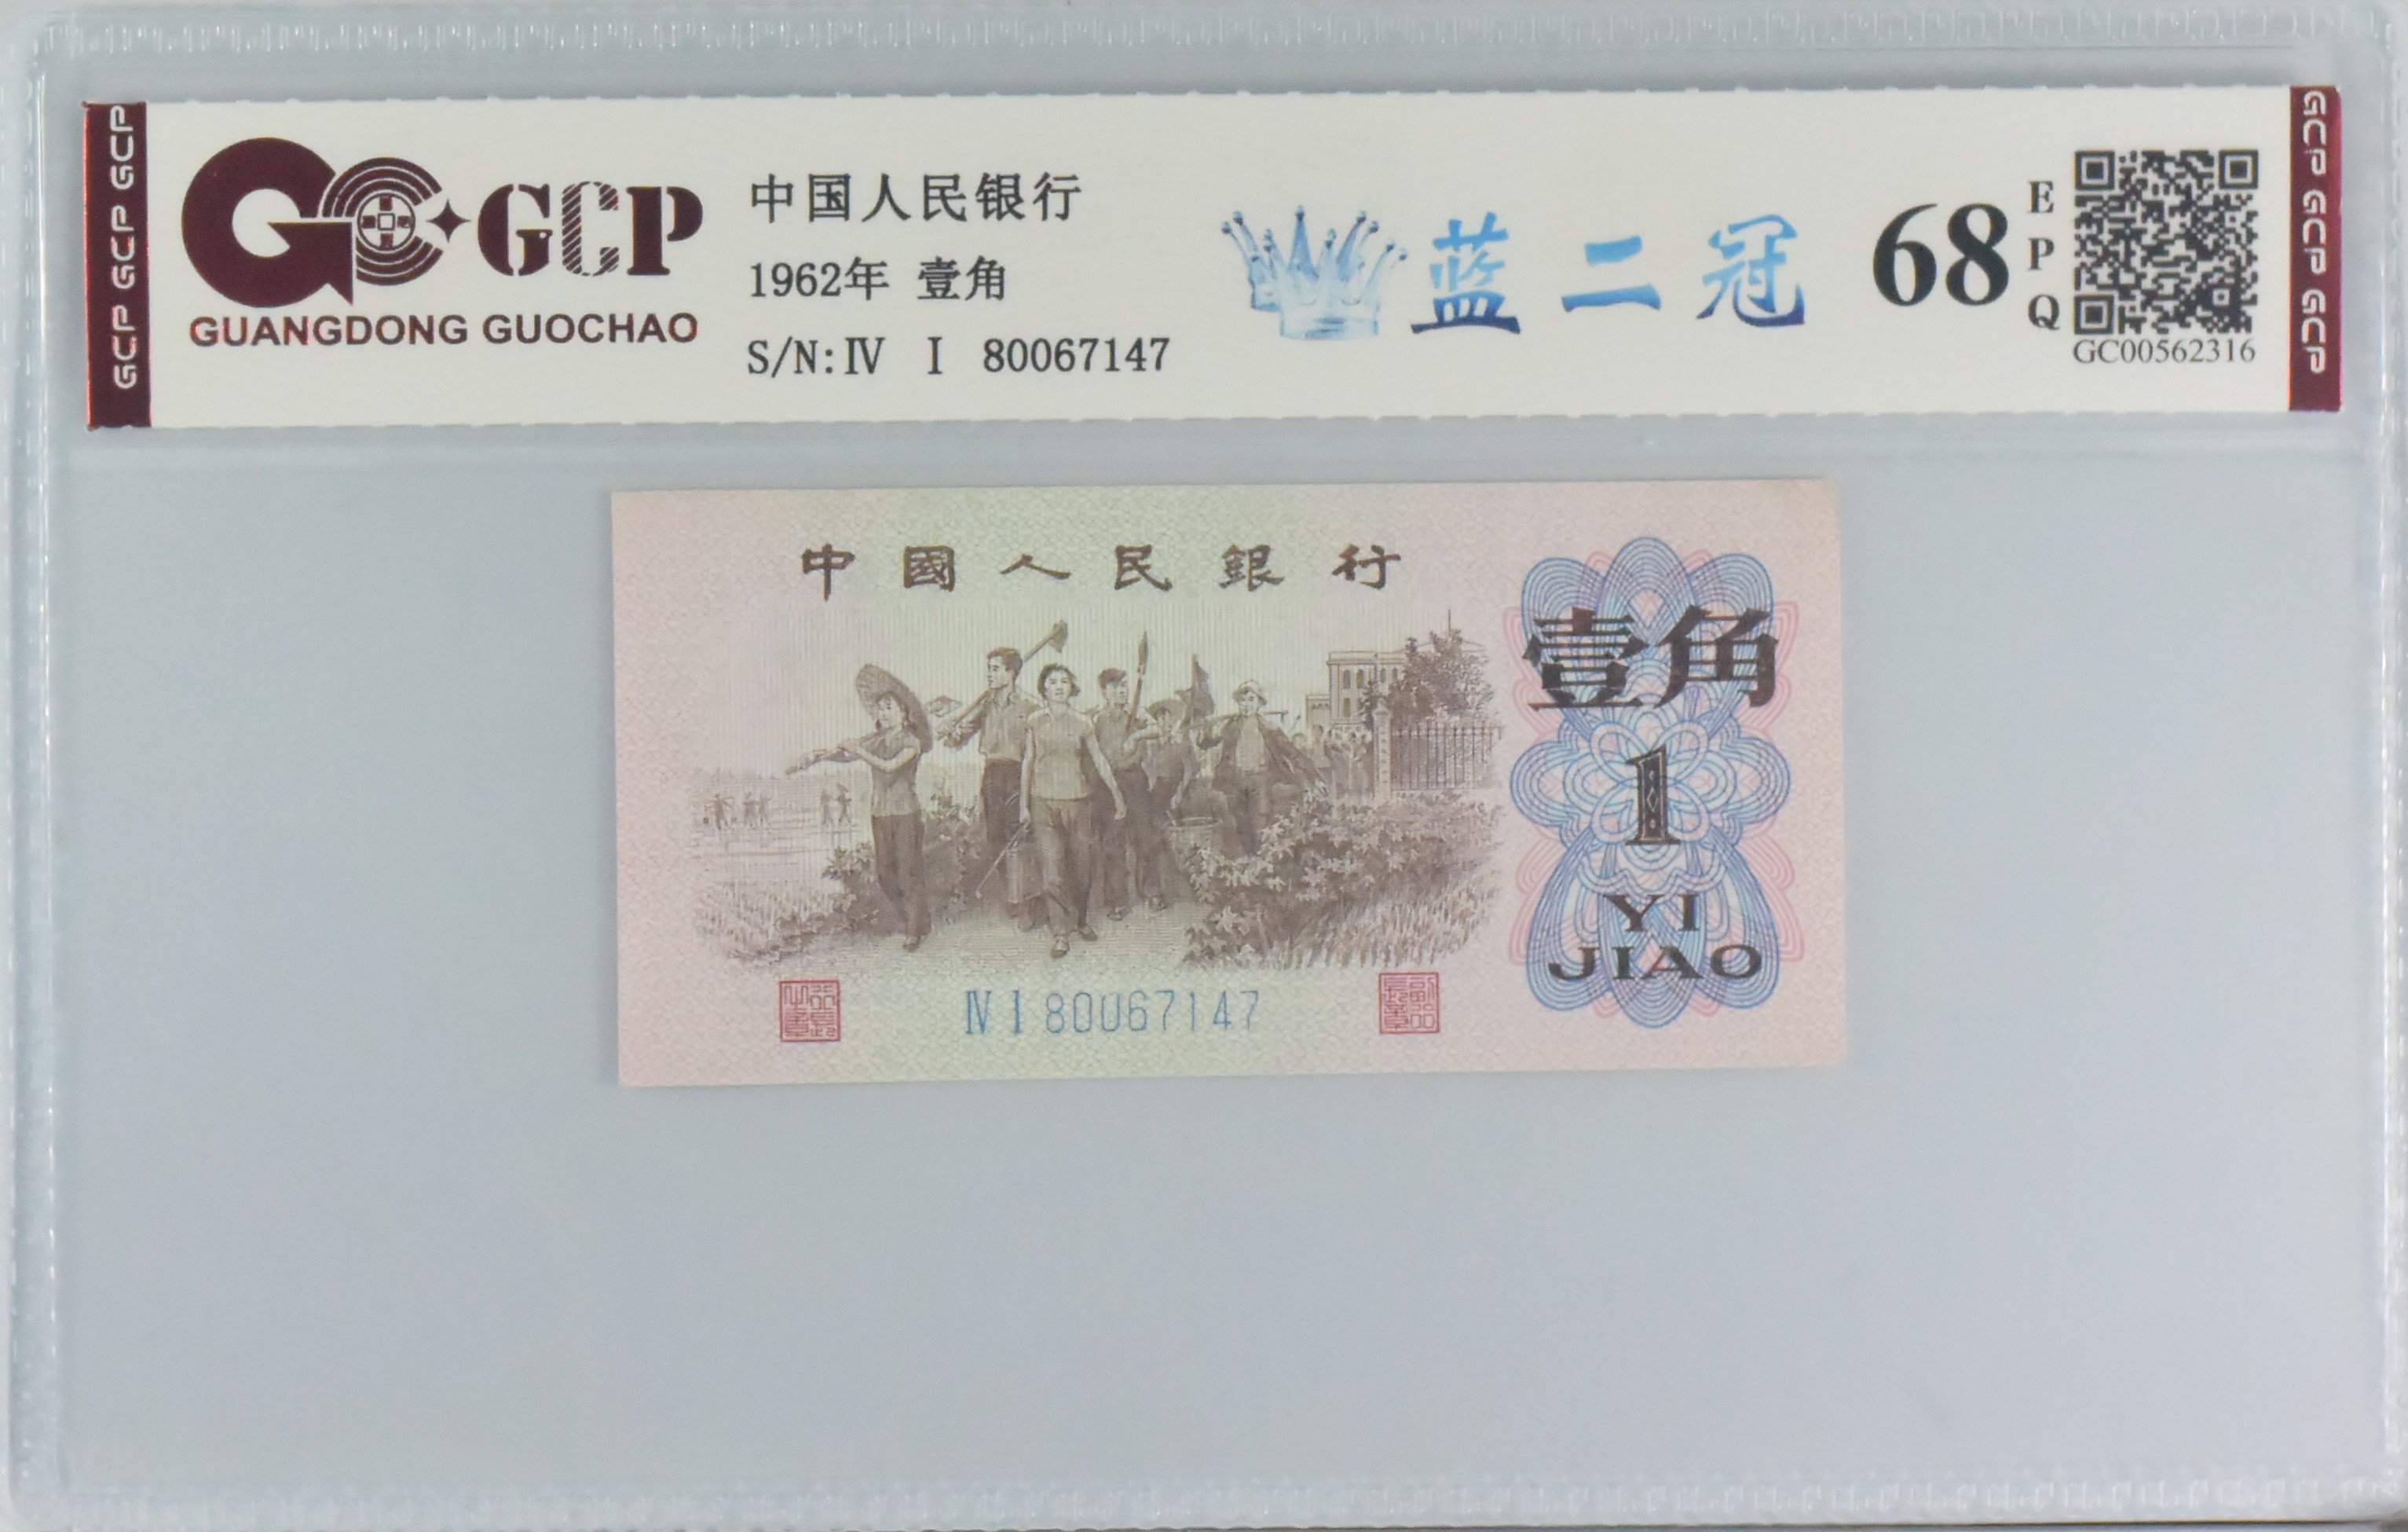 GCP GCP GCP
GCP
GUANGDONG GUOCHAO
中国人民银行
1962年 壹角
S/N:Ⅳ Ⅰ 80067147
蓝二冠
68
EPQ
GC00562316
GCP GCP GCP
中國人民銀行
壹角
1
YI
JIAO
Ⅳ Ⅰ 80067147